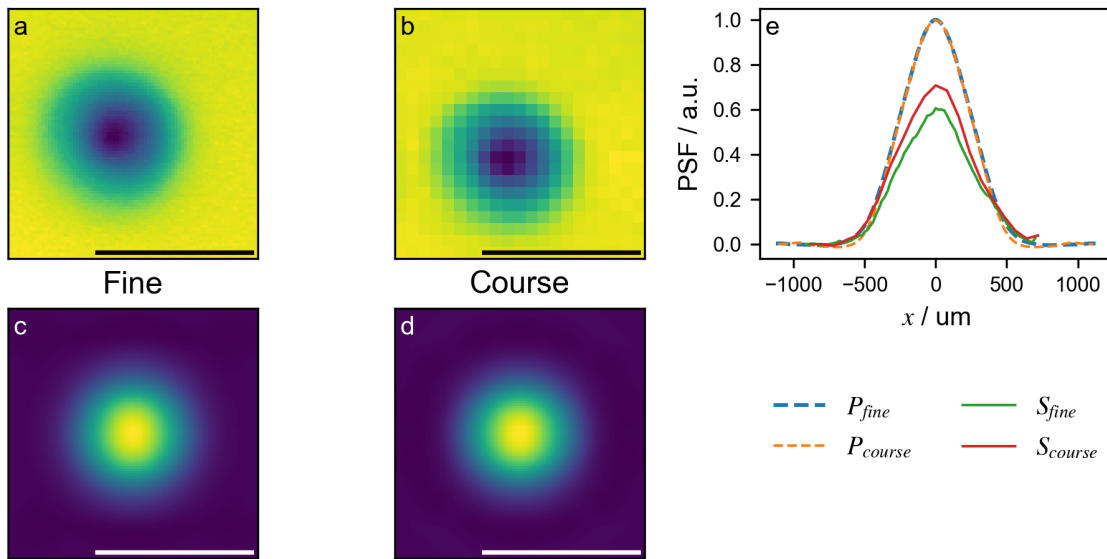 a
b
Fine
Course
c
d
e
PSF / a.u.
1.0
0.8
0.6
0.4
0.2
0.0
−1000
−500
0
500
1000
x / um
P_fine
S_fine
P_course
S_course